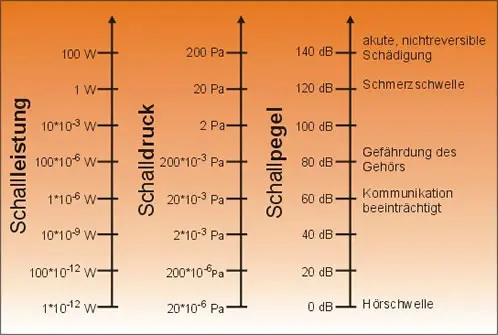 Schallleistung
100 W
1 W
10*10-3 W
100*10-6 W
1*10-6 W
10*10-9 W
100*10-12 W
1*10-12 W
Schalldruck
200 Pa
20 Pa
2 Pa
200*10-3 Pa
20*10-3 Pa
2*10-3 Pa
200*10-6Pa
20*10-6 Pa
Schallpegel
140 dB
120 dB
100 dB
80 dB
60 dB
40 dB
20 dB
0 dB
akute, nichtreversible
Schädigung
Schmerzschwelle
Gefährdung des
Gehörs
Kommunikation
beeinträchtigt
Hörschwelle